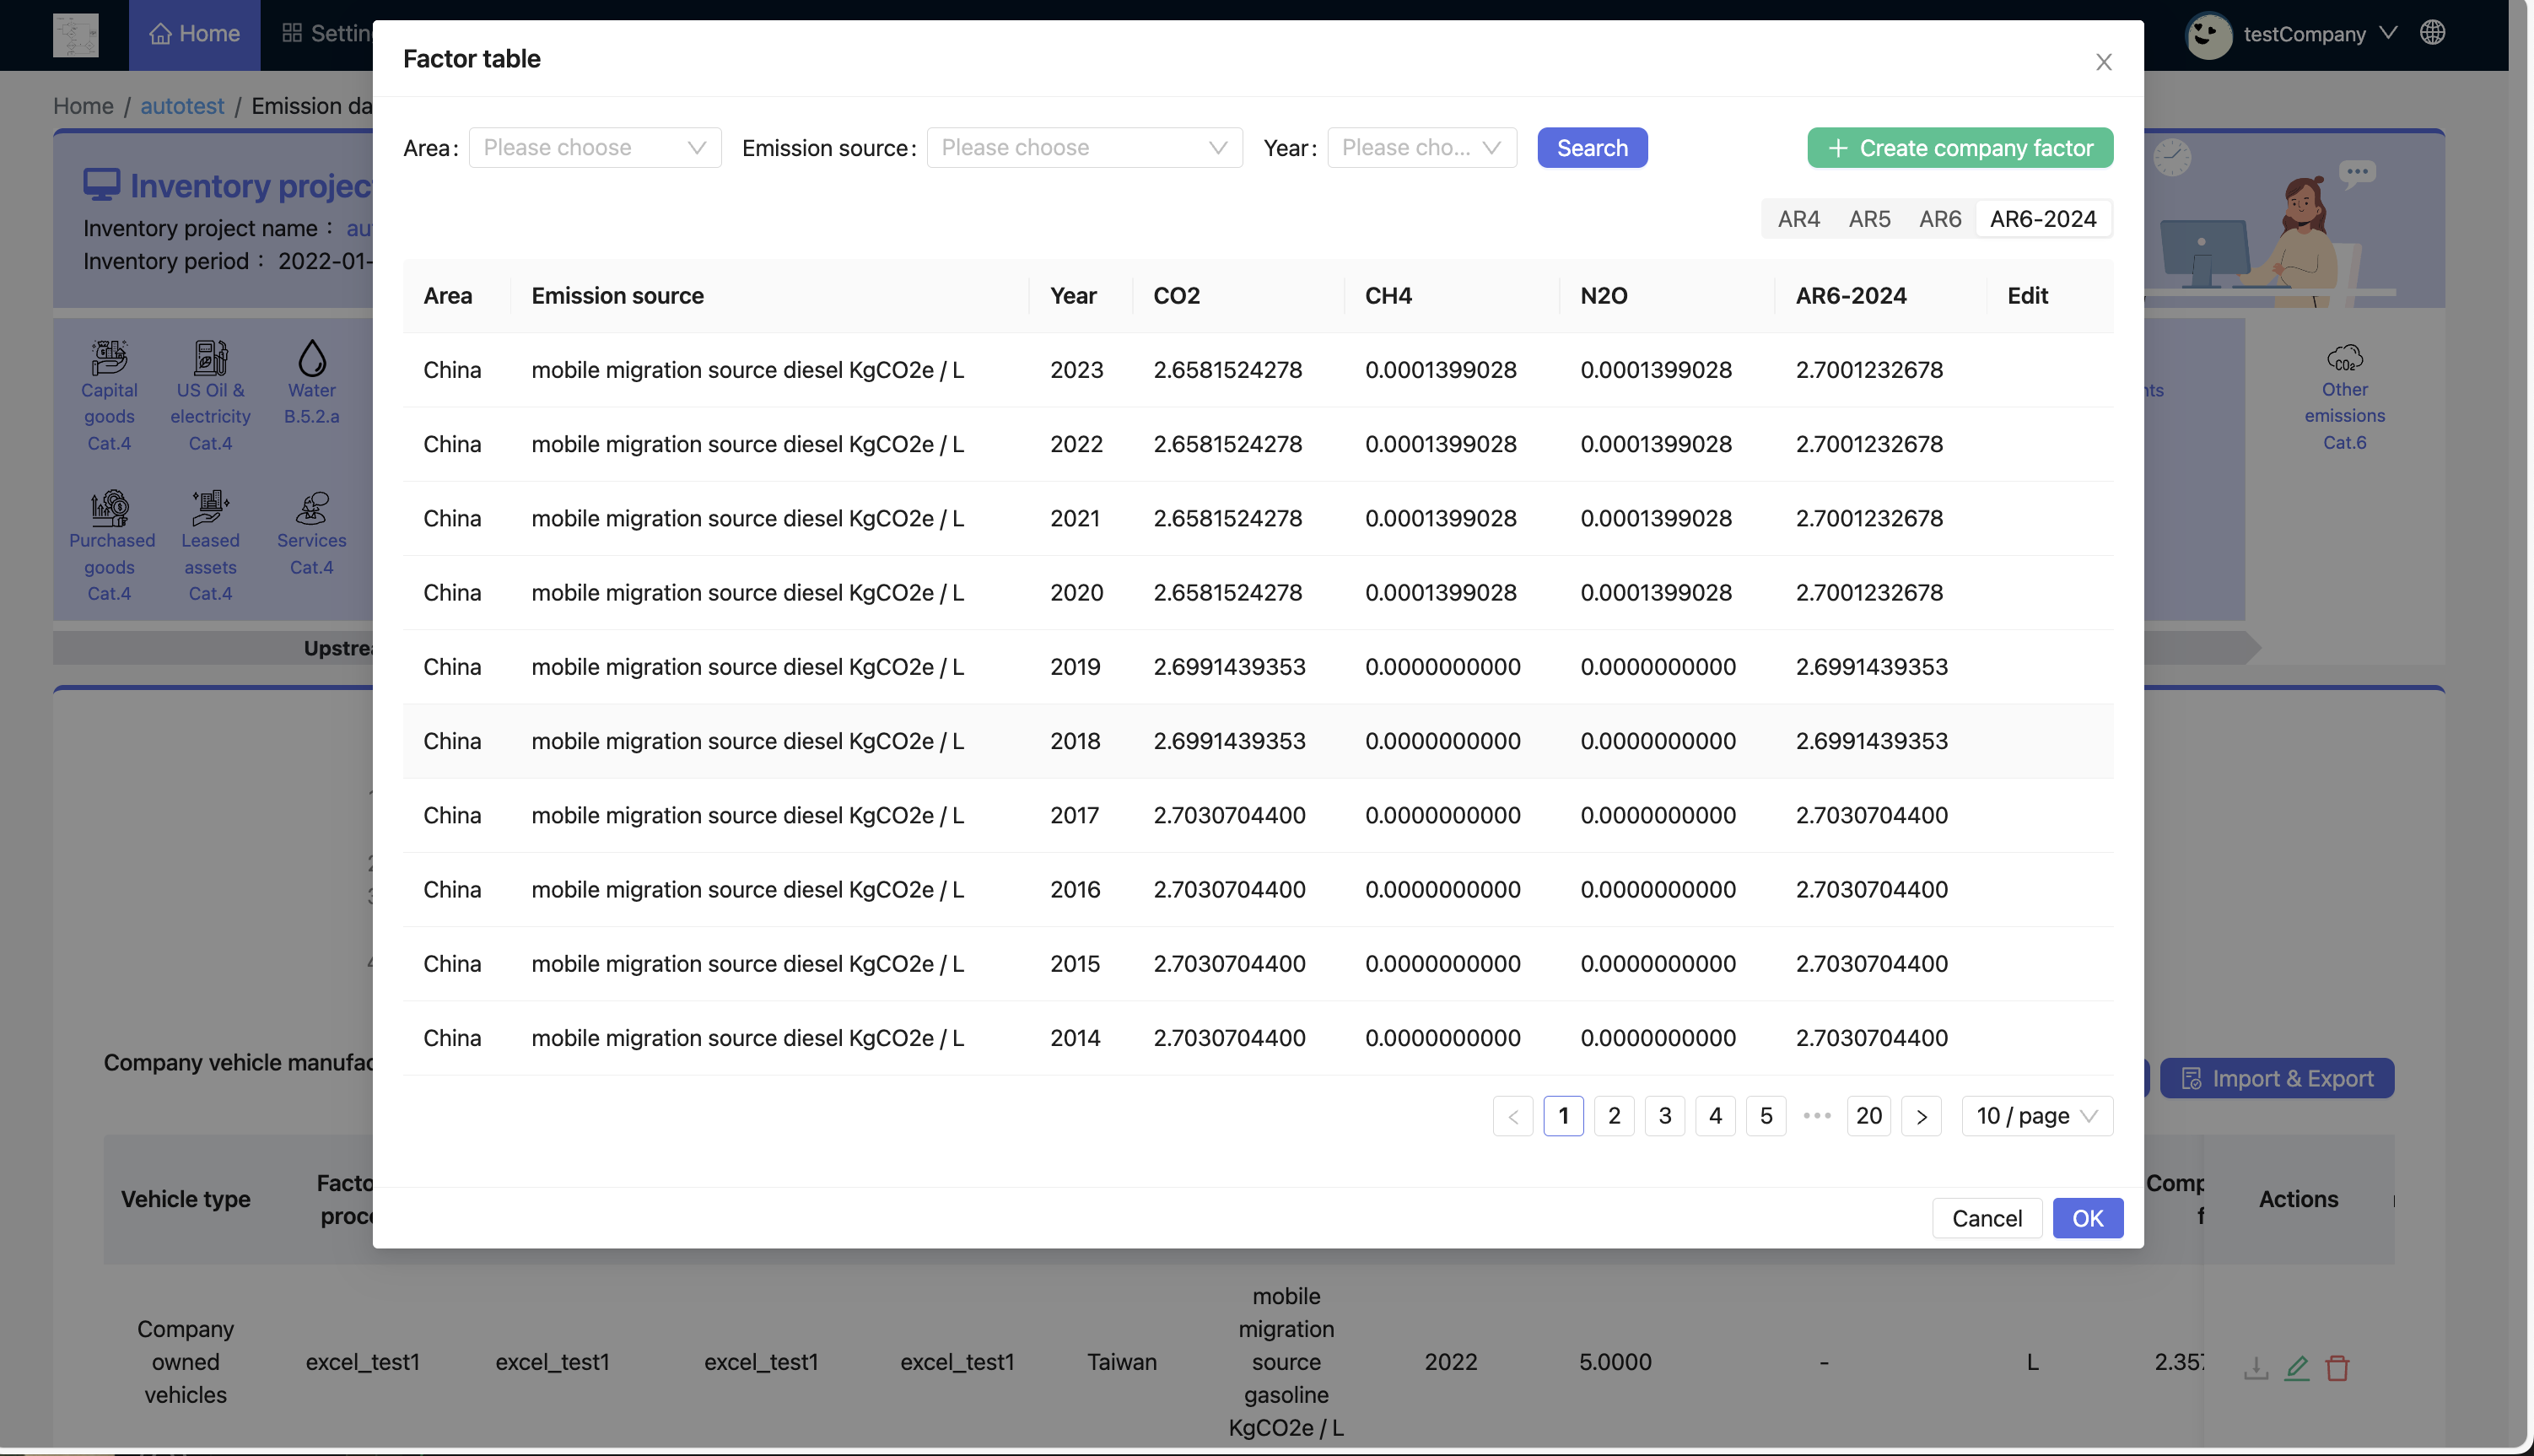 Home
Settin
testCompany
Home / autotest / Emission da
Inventory projec
Inventory project name : au
Inventory period : 2022-01-
Capital goods Cat.4
US Oil & electricity Cat.4
Water B.5.2.a
Purchased goods Cat.4
Leased assets Cat.4
Services Cat.4
Upstrea
Factor table
Area: Please choose Emission source: Please choose Year: Please cho... Search + Create company factor
AR4 AR5 AR6 AR6-2024
Area Emission source Year CO2 CH4 N2O AR6-2024 Edit
China mobile migration source diesel KgCO2e / L 2023 2.6581524278 0.0001399028 0.0001399028 2.7001232678
China mobile migration source diesel KgCO2e / L 2022 2.6581524278 0.0001399028 0.0001399028 2.7001232678
China mobile migration source diesel KgCO2e / L 2021 2.6581524278 0.0001399028 0.0001399028 2.7001232678
China mobile migration source diesel KgCO2e / L 2020 2.6581524278 0.0001399028 0.0001399028 2.7001232678
China mobile migration source diesel KgCO2e / L 2019 2.6991439353 0.0000000000 0.0000000000 2.6991439353
China mobile migration source diesel KgCO2e / L 2018 2.6991439353 0.0000000000 0.0000000000 2.6991439353
China mobile migration source diesel KgCO2e / L 2017 2.7030704400 0.0000000000 0.0000000000 2.7030704400
China mobile migration source diesel KgCO2e / L 2016 2.7030704400 0.0000000000 0.0000000000 2.7030704400
China mobile migration source diesel KgCO2e / L 2015 2.7030704400 0.0000000000 0.0000000000 2.7030704400
China mobile migration source diesel KgCO2e / L 2014 2.7030704400 0.0000000000 0.0000000000 2.7030704400
< 1 2 3 4 5 ••• 20 > 10 / page
Cancel OK
nts
CO2
Other emissions Cat.6
Company vehicle manufac
Import & Export
Vehicle type
Facto
proce
Comp
f
Actions
Company owned vehicles excel_test1 excel_test1 excel_test1 excel_test1 Taiwan mobile migration source gasoline KgCO2e / L 2022 5.0000 - L 2.357